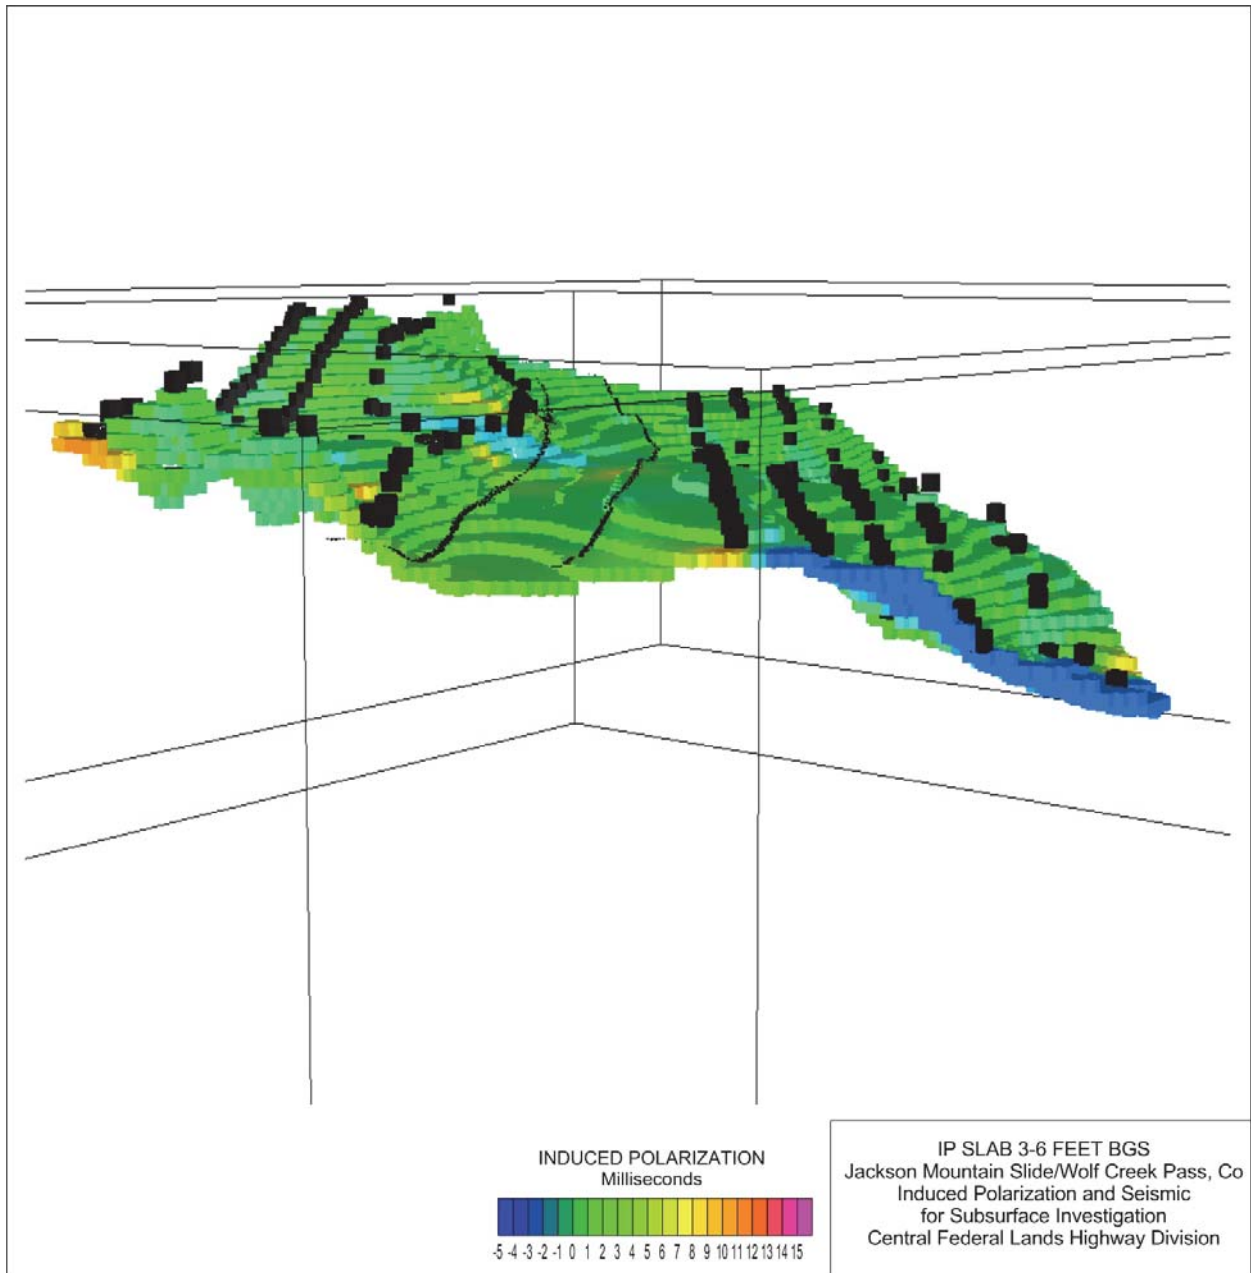 INDUCED POLARIZATION
Milliseconds
-5 -4 -3 -2 -1 0 1 2 3 4 5 6 7 8 9 10 11 12 13 14 15
IP SLAB 3-6 FEET BGS
Jackson Mountain Slide/Wolf Creek Pass, Co
Induced Polarization and Seismic
for Subsurface Investigation
Central Federal Lands Highway Division